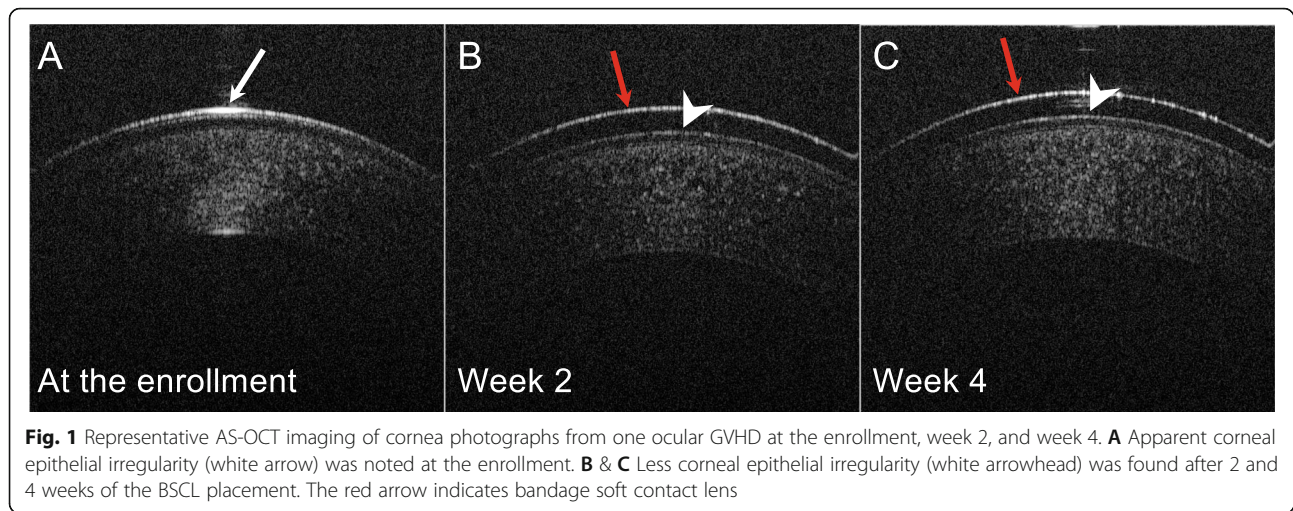 A
B
C
At the enrollment
Week 2
Week 4
Fig. 1 Representative AS-OCT imaging of cornea photographs from one ocular GVHD at the enrollment, week 2, and week 4. A Apparent corneal
epithelial irregularity (white arrow) was noted at the enrollment. B & C Less corneal epithelial irregularity (white arrowhead) was found after 2 and
4 weeks of the BSCL placement. The red arrow indicates bandage soft contact lens